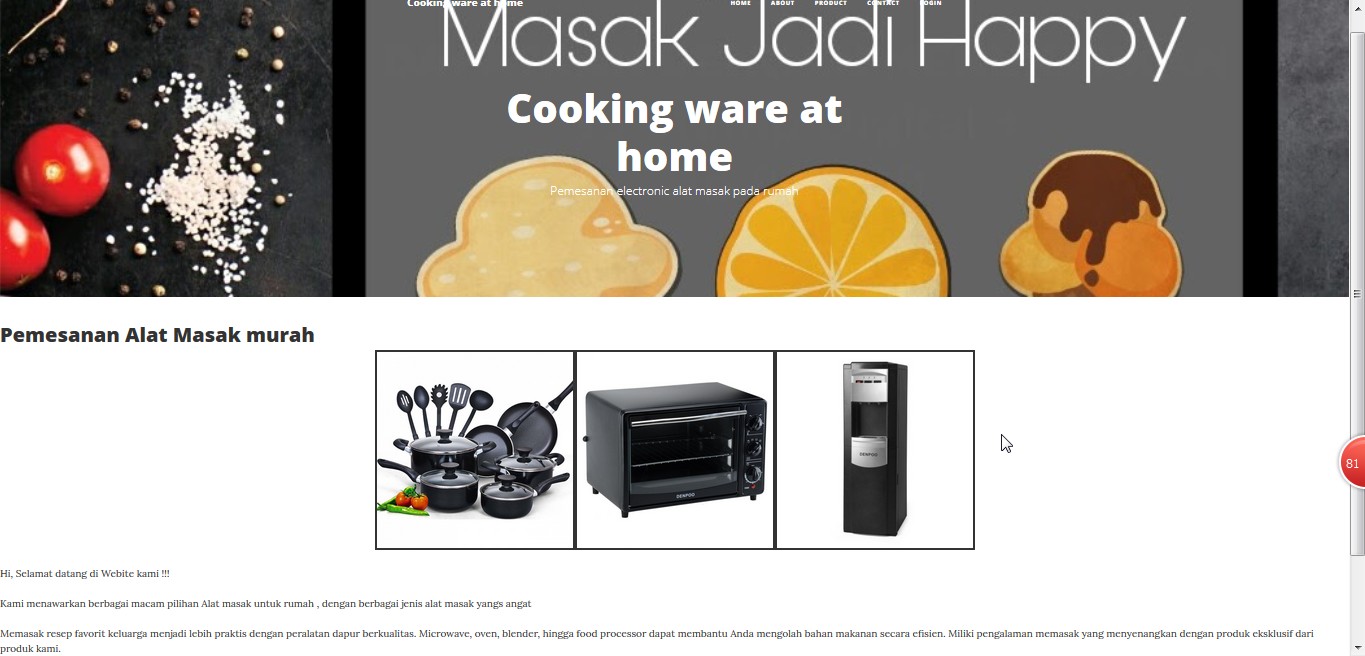 Cooking ware at home
HOME ABOUT PRODUCT CONTACT LOGIN
Masak Jadi Happy
Cooking ware at
home
Pemesanan electronic alat masak pada rumah
Pemesanan Alat Masak murah
DENPOO
DENPOO
81
Hi, Selamat datang di Webite kami !!!
Kami menawarkan berbagai macam pilihan Alat masak untuk rumah , dengan berbagai jenis alat masak yangs angat
Memasak resep favorit keluarga menjadi lebih praktis dengan peralatan dapur berkualitas. Microwave, oven, blender, hingga food processor dapat membantu Anda mengolah bahan makanan secara efisien. Miliki pengalaman memasak yang menyenangkan dengan produk eksklusif dari
produk kami.